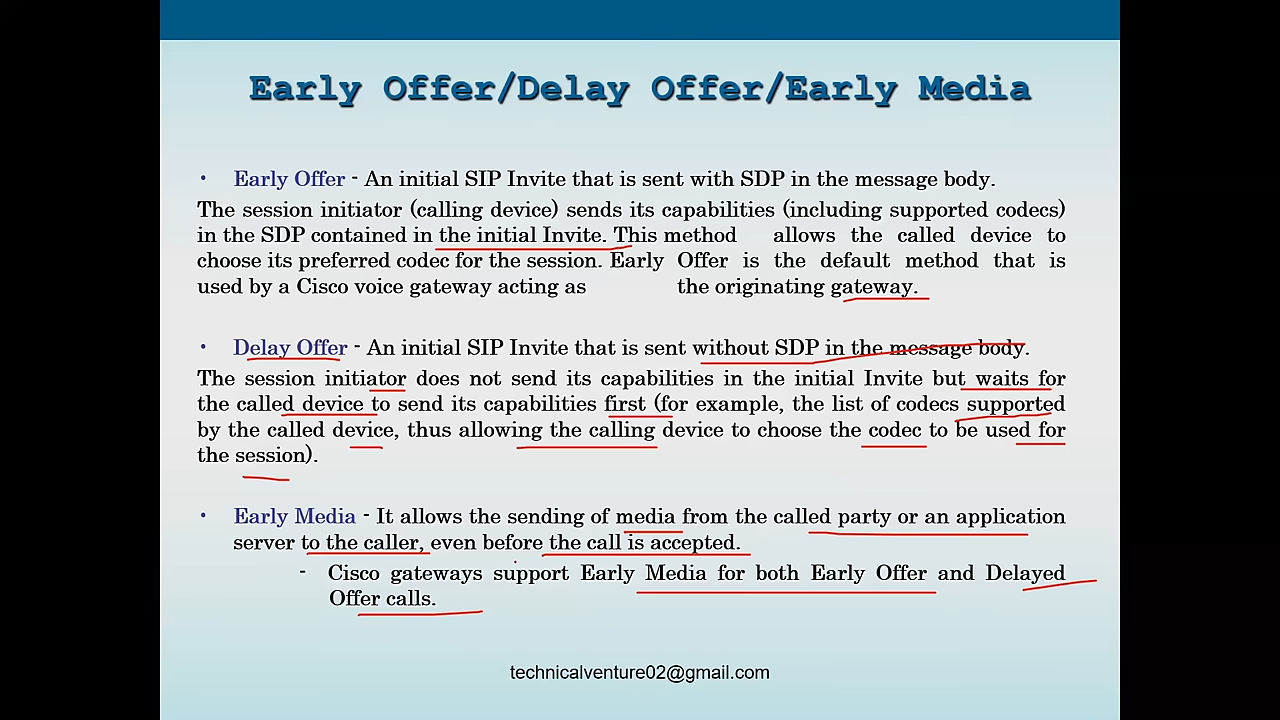 Early Offer/Delay Offer/Early Media
• Early Offer - An initial SIP Invite that is sent with SDP in the message body.
The session initiator (calling device) sends its capabilities (including supported codecs)
in the SDP contained in the initial Invite. This method allows the called device to
choose its preferred codec for the session. Early Offer is the default method that is
used by a Cisco voice gateway acting as the originating gateway.
• Delay Offer - An initial SIP Invite that is sent without SDP in the message body.
The session initiator does not send its capabilities in the initial Invite but waits for
the called device to send its capabilities first (for example, the list of codecs supported
by the called device, thus allowing the calling device to choose the codec to be used for
the session).
• Early Media - It allows the sending of media from the called party or an application
server to the caller, even before the call is accepted.
- Cisco gateways support Early Media for both Early Offer and Delayed
Offer calls.
technicalventure02@gmail.com